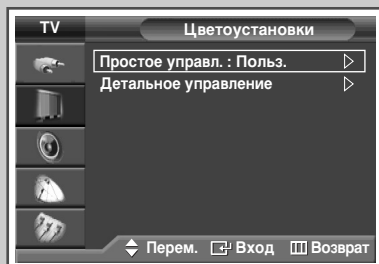 TV
Цветоустановки
Простое управл. : Польз.
Детальное управление
Перем. Вход Возврат